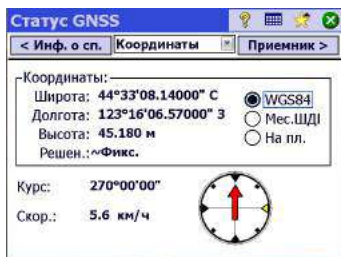 Статус GNSS
< Инф. о сп. Координаты Приемник >
Координаты:
Широта: 44°33'08.14000" С
Долгота: 123°16'06.57000" З
Высота: 45.180 м
Решен.:~Фикс.
WGS84
Мес.ШДІ
На пл.
Курс: 270°00'00"
Скор.: 5.6 км/ч